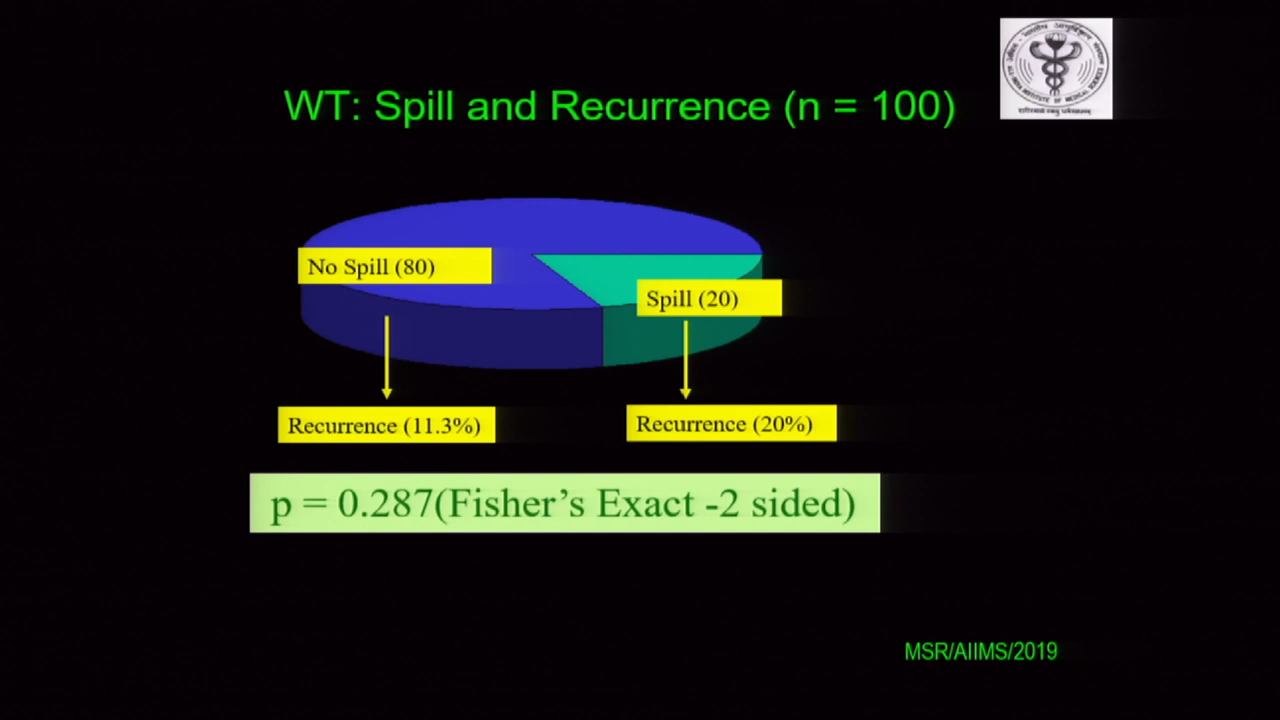 WT: Spill and Recurrence (n = 100)
No Spill (80)
Spill (20)
Recurrence (11.3%)
Recurrence (20%)
p = 0.287(Fisher’s Exact -2 sided)
MSR/AIIMS/2019